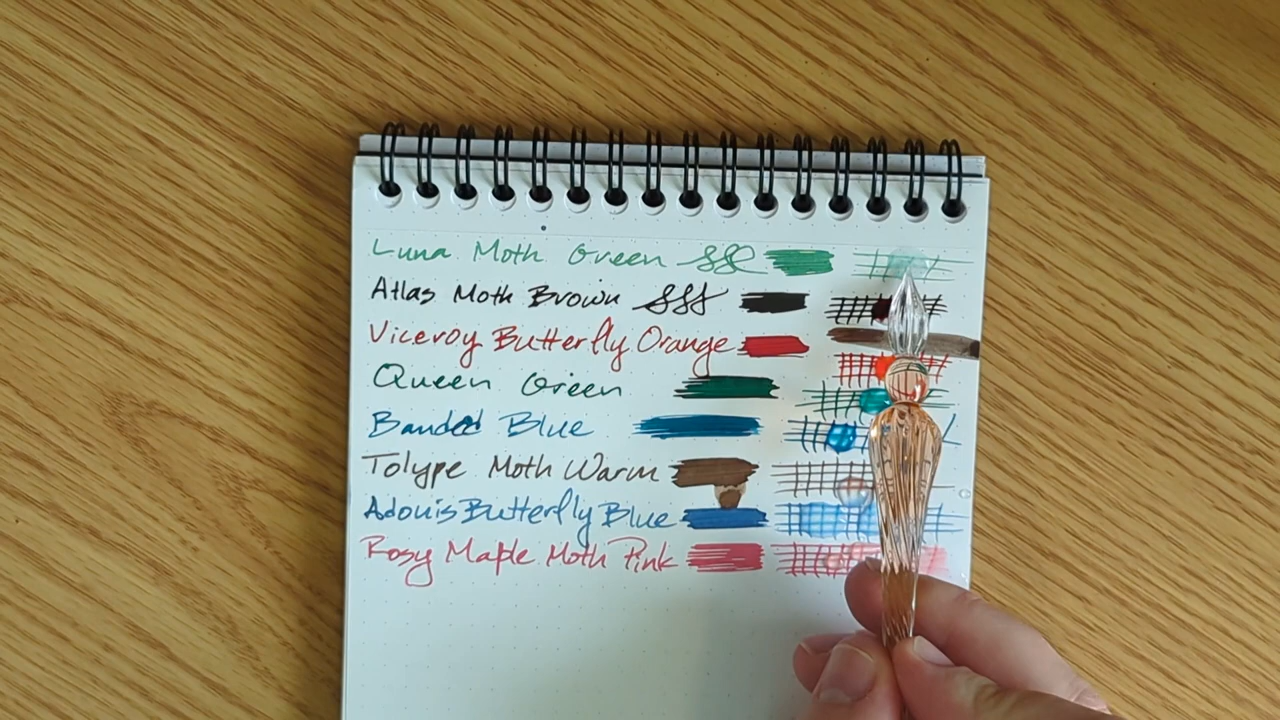 Luna Moth Green
Atlas Moth Brown
Viceroy Butterfly Orange
Queen Green
Banded Blue
Tolype Moth Warm
Adonis Butterfly Blue
Rosy Maple Moth Pink